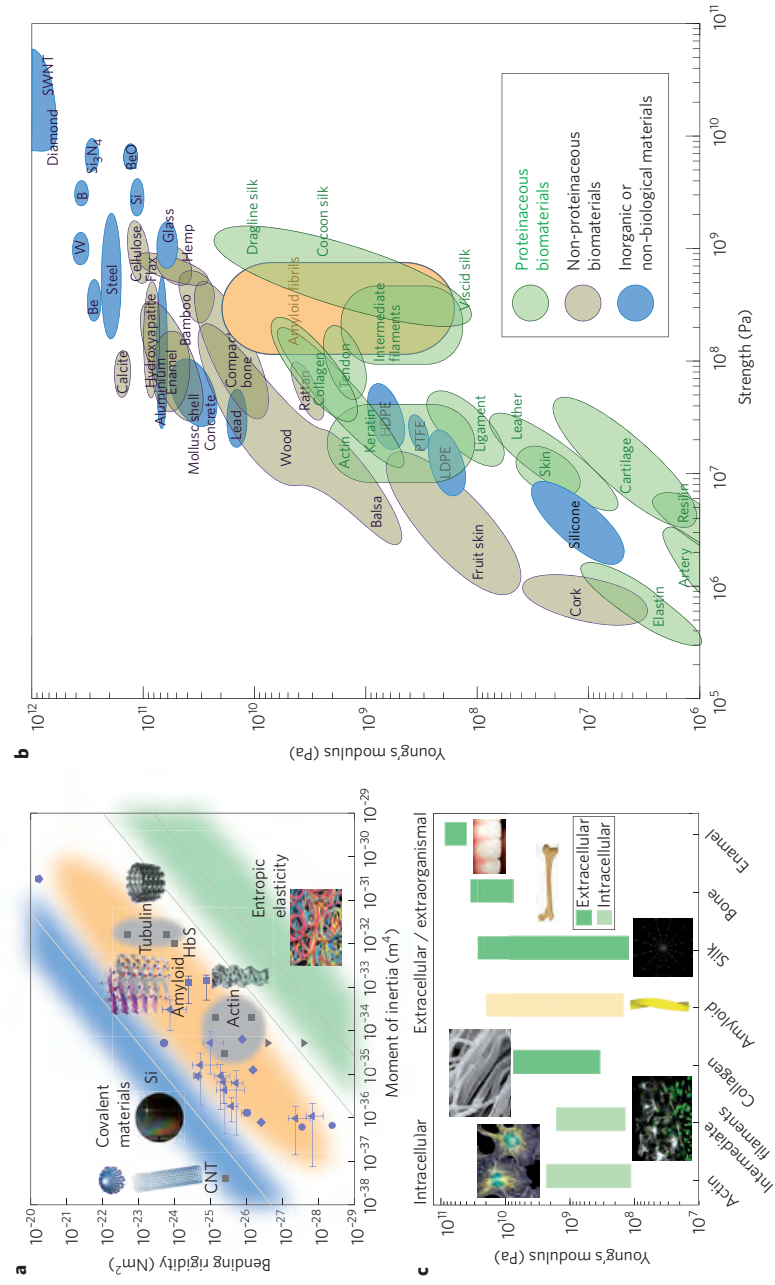 a
10⁻²⁰
10⁻²¹
10⁻²²
10⁻²³
10⁻²⁴
10⁻²⁵
10⁻²⁶
10⁻²⁷
10⁻²⁸
10⁻²⁹
Bending rigidity (Nm²)
10⁻³⁸
10⁻³⁷
10⁻³⁶
10⁻³⁵
10⁻³⁴
10⁻³³
10⁻³²
10⁻³¹
10⁻³⁰
10⁻²⁹
Moment of inertia (m⁴)
Covalent
materials
Si
CNT
Amyloid
Tubulin
HbS
Actin
Entropic
elasticity
b
10¹²
10¹¹
10¹⁰
10⁹
10⁸
10⁷
10⁶
Young's modulus (Pa)
10⁵
10⁶
10⁷
10⁸
10⁹
10¹⁰
10¹¹
Strength (Pa)
Diamond
SWNT
Si₃N₄
BeO
B
Si
W
Be
Steel
Cellulose
Flax
Glass
Hemp
Calcite
Hydroxyapatite
Bamboo
Aluminium
Enamel
Mollusc shell
Concrete
Compact
bone
Lead
Wood
Rattan
Collagen
Tendon
Amyloid fibrils
Intermediate
filaments
Dragline silk
Cocoon silk
Viscid silk
Actin
Keratin
HDPE
PTFE
LDPE
Balsa
Fruit skin
Ligament
Leather
Skin
Silicone
Cartilage
Cork
Elastin
Artery
Resilin
Proteinaceous
biomaterials
Non-proteinaceous
biomaterials
Inorganic or
non-biological materials
c
10¹¹
10¹⁰
10⁹
10⁸
10⁷
Young's modulus (Pa)
Intracellular
Extracellular / extraorganismal
Extracellular
Intracellular
Actin
Intermediate
filaments
Collagen
Amyloid
Silk
Bone
Enamel